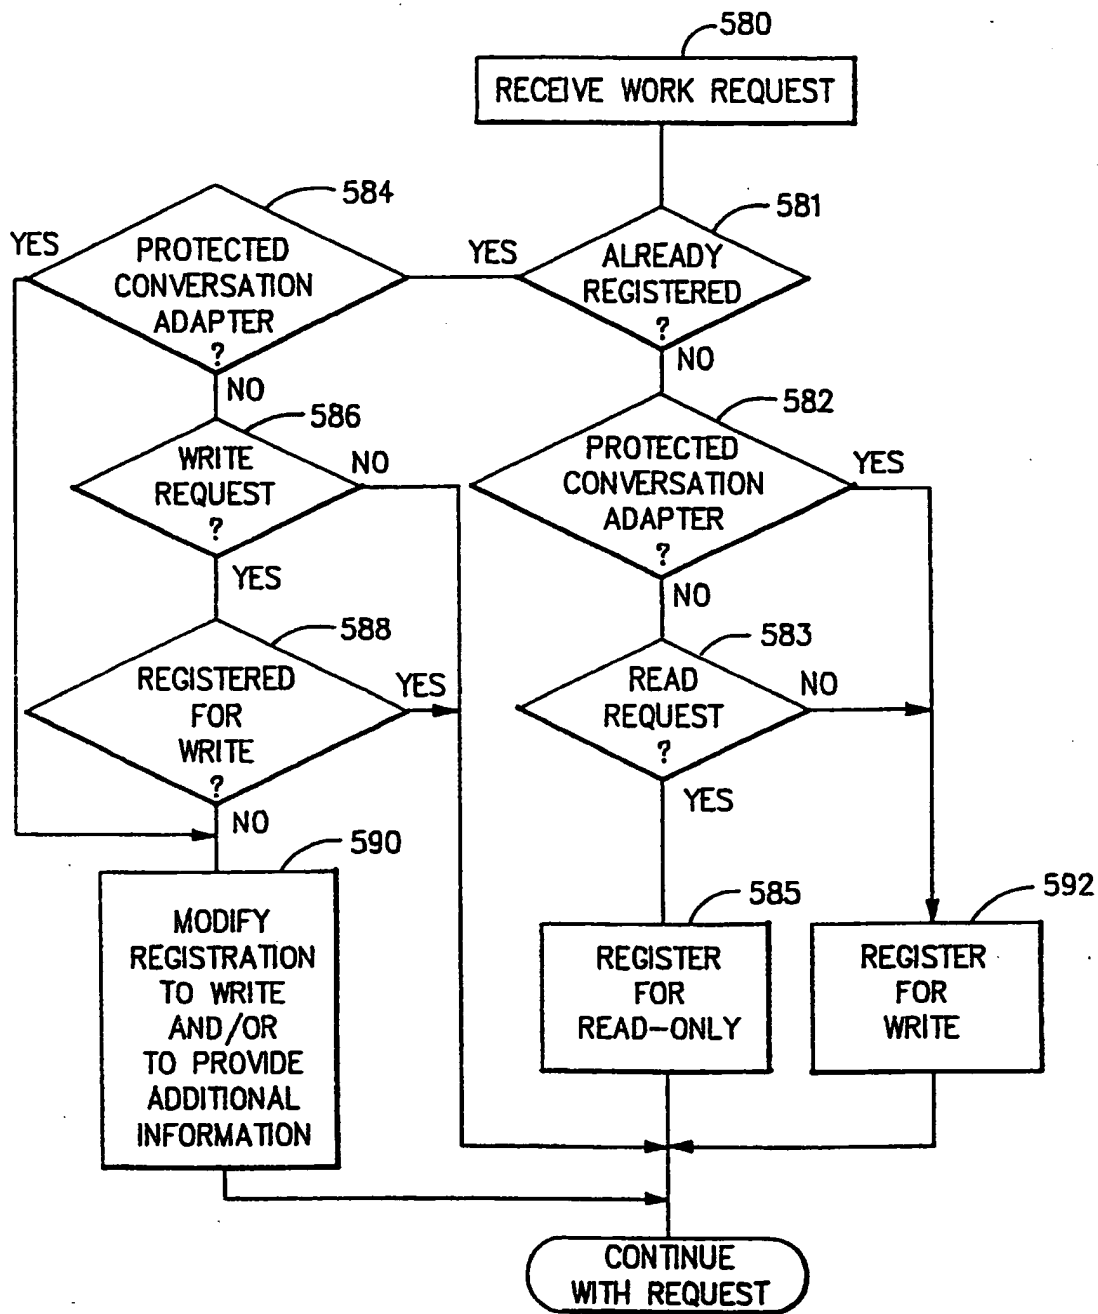 580
RECEIVE WORK REQUEST
584
581
YES
PROTECTED
CONVERSATION
ADAPTER
?
YES
ALREADY
REGISTERED
?
NO
NO
586
582
WRITE
REQUEST
?
NO
PROTECTED
CONVERSATION
ADAPTER
?
YES
YES
NO
588
583
REGISTERED
FOR
WRITE
?
YES
READ
REQUEST
?
NO
NO
YES
590
585
592
MODIFY
REGISTRATION
TO WRITE
AND/OR
TO PROVIDE
ADDITIONAL
INFORMATION
REGISTER
FOR
READ-ONLY
REGISTER
FOR
WRITE
CONTINUE
WITH REQUEST